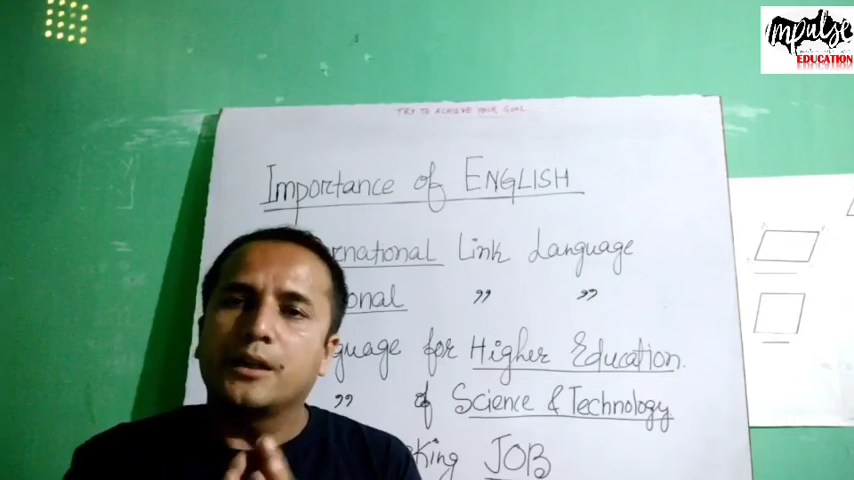 mpulse
EDUCATION
TRY TO ACHIEVE YOUR GOAL
Importance of ENGLISH
rnational Link Language
onal " "
guage for Higher Education.
" of Science & Technology
king JOB